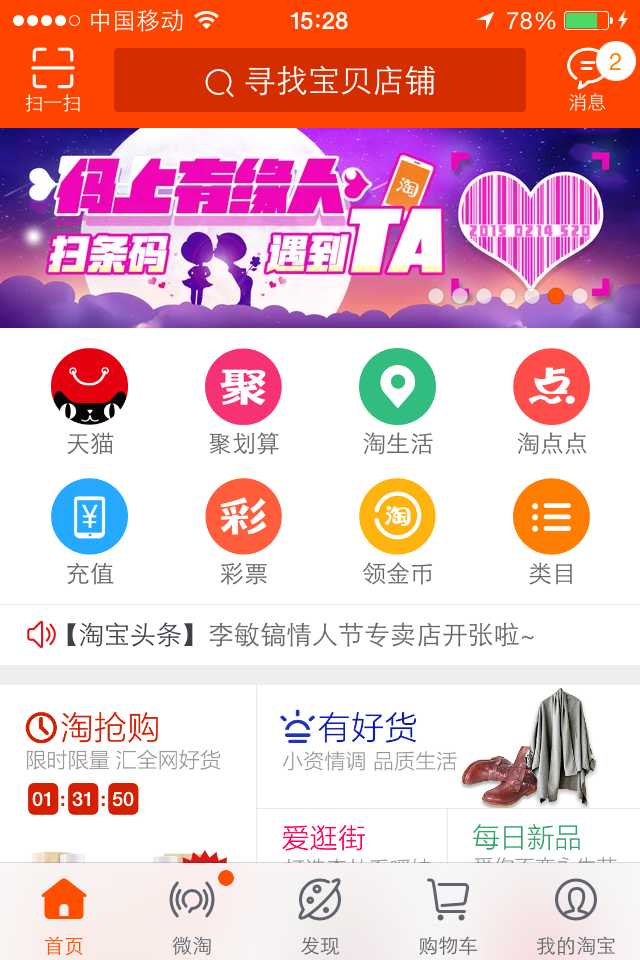 中国移动 15:28 78%
扫一扫 寻找宝贝店铺 消息 2
码上有缘人
扫条码 遇到TA
淘
2015 0214 520
聚 点
天猫 聚划算 淘生活 淘点点
¥ 彩 淘
充值 彩票 领金币 类目
【淘宝头条】李敏镐情人节专卖店开张啦~
淘抢购
限时限量 汇全网好货
01:31:50
有好货
小资情调 品质生活
爱逛街 每日新品
首页 微淘 发现 购物车 我的淘宝